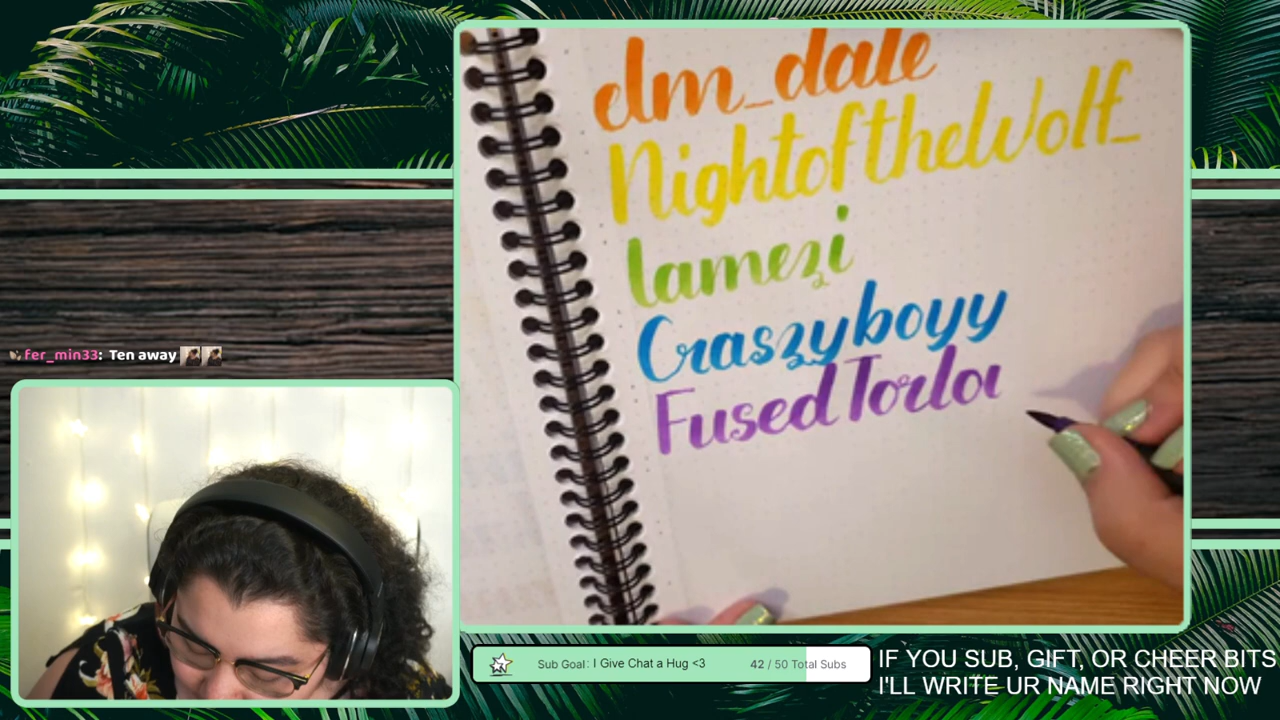 dm_dale
NightoftheWolf_
lamezi
Craszyboyy
FusedTorloi
fer_min33: Ten away
Sub Goal: I Give Chat a Hug <3 42 / 50 Total Subs
IF YOU SUB, GIFT, OR CHEER BITS
I'LL WRITE UR NAME RIGHT NOW